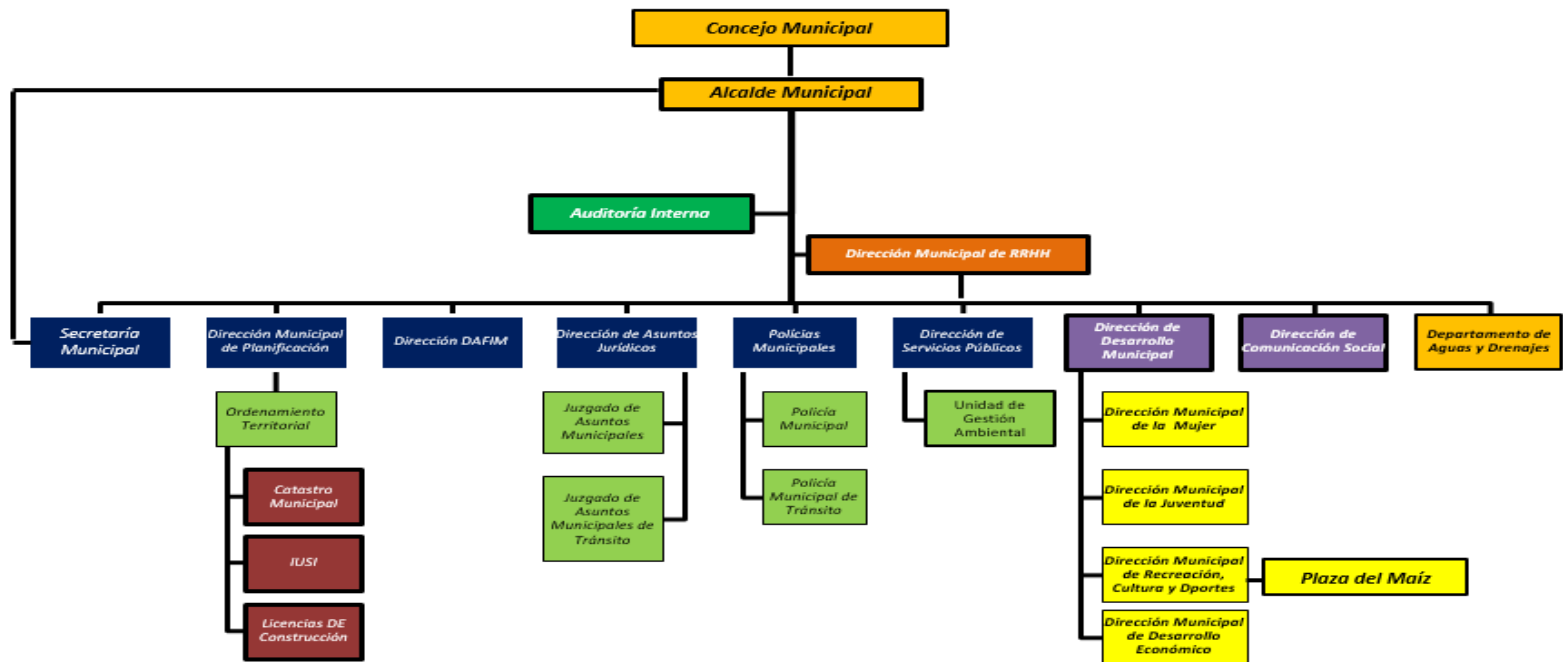 Concejo Municipal
Alcalde Municipal
Auditoría Interna
Dirección Municipal de RRHH
Secretaría
Municipal
Dirección Municipal
de Planificación
Dirección DAFIM
Dirección de Asuntos
Jurídicos
Polícias
Municipales
Dirección de
Servicios Públicos
Dirección de
Desarrollo
Municipal
Dirección de
Comunicación Social
Departamento de
Aguas y Drenajes
Ordenamiento
Territorial
Catastro
Municipal
IUSI
Licencias DE
Construcción
Juzgado de
Asuntos
Municipales
Juzgado de
Asuntos
Municipales de
Tránsito
Policía
Municipal
Policía
Municipal de
Tránsito
Unidad de
Gestión
Ambiental
Dirección Municipal
de la Mujer
Dirección Municipal
de la Juventud
Dirección Municipal
de Recreación,
Cultura y Dportes
Plaza del Maíz
Dirección Municipal
de Desarrollo
Económico